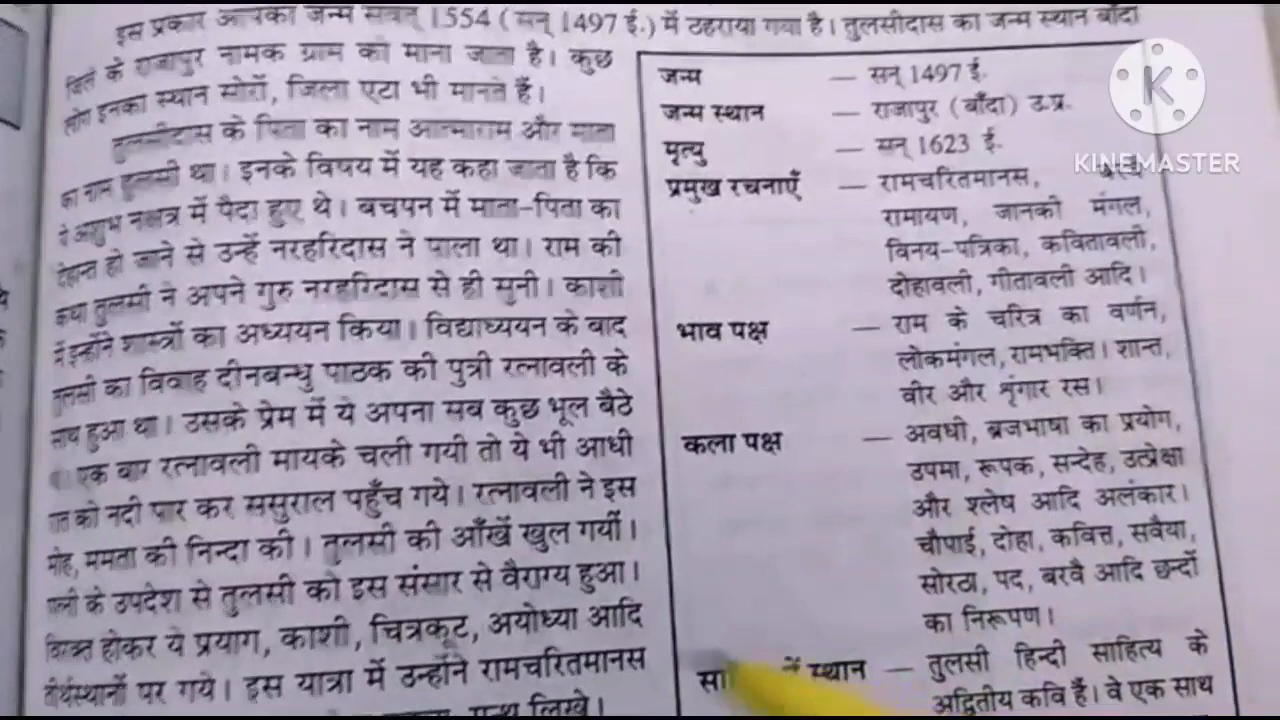 इस प्रकार आपका जन्म संवत् 1554 ( सन् 1497 ई. ) में ठहराया गया है। तुलसीदास का जन्म स्थान बाँदा
जिले के राजापुर नामक ग्राम को माना जाता है। कुछ
लोग इनका स्थान सोरों, जिला एटा भी मानते हैं।
तुलसीदास के पिता का नाम आत्माराम और माता
का नाम हुलसी था। इनके विषय में यह कहा जाता है कि
ये अशुभ नक्षत्र में पैदा हुए थे। बचपन में माता-पिता का
देहान्त हो जाने से उन्हें नरहरिदास ने पाला था। राम की
कथा तुलसी ने अपने गुरु नरहरिदास से ही सुनी। काशी
में इन्होंने शास्त्रों का अध्ययन किया। विद्याध्ययन के बाद
तुलसी का विवाह दीनबन्धु पाठक की पुत्री रत्नावली के
साथ हुआ था। उसके प्रेम में ये अपना सब कुछ भूल बैठे
एक बार रत्नावली मायके चली गयी तो ये भी आधी
रात को नदी पार कर ससुराल पहुँच गये। रत्नावली ने इस
मोह, ममता की निन्दा की। तुलसी की आँखें खुल गयीं।
के उपदेश से तुलसी को इस संसार से वैराग्य हुआ।
विरक्त होकर ये प्रयाग, काशी, चित्रकूट, अयोध्या आदि
तीर्थस्थानों पर गये। इस यात्रा में उन्होंने रामचरितमानस
ग्रन्थ लिखे।
जन्म — सन् 1497 ई.
जन्म स्थान — राजापुर (बाँदा) उ.प्र.
मृत्यु — सन् 1623 ई.
प्रमुख रचनाएँ — रामचरितमानस,
रामायण, जानकी मंगल,
विनय-पत्रिका, कवितावली,
दोहावली, गीतावली आदि।
भाव पक्ष — राम के चरित्र का वर्णन,
लोकमंगल, रामभक्ति। शान्त,
वीर और शृंगार रस।
कला पक्ष — अवधी, ब्रजभाषा का प्रयोग,
उपमा, रूपक, सन्देह, उत्प्रेक्षा
और श्लेष आदि अलंकार।
चौपाई, दोहा, कवित्त, सवैया,
सोरठा, पद, बरवै आदि छन्दों
का निरूपण।
स्थान — तुलसी हिन्दी साहित्य के
अद्वितीय कवि हैं। वे एक साथ
K
KINEMASTER